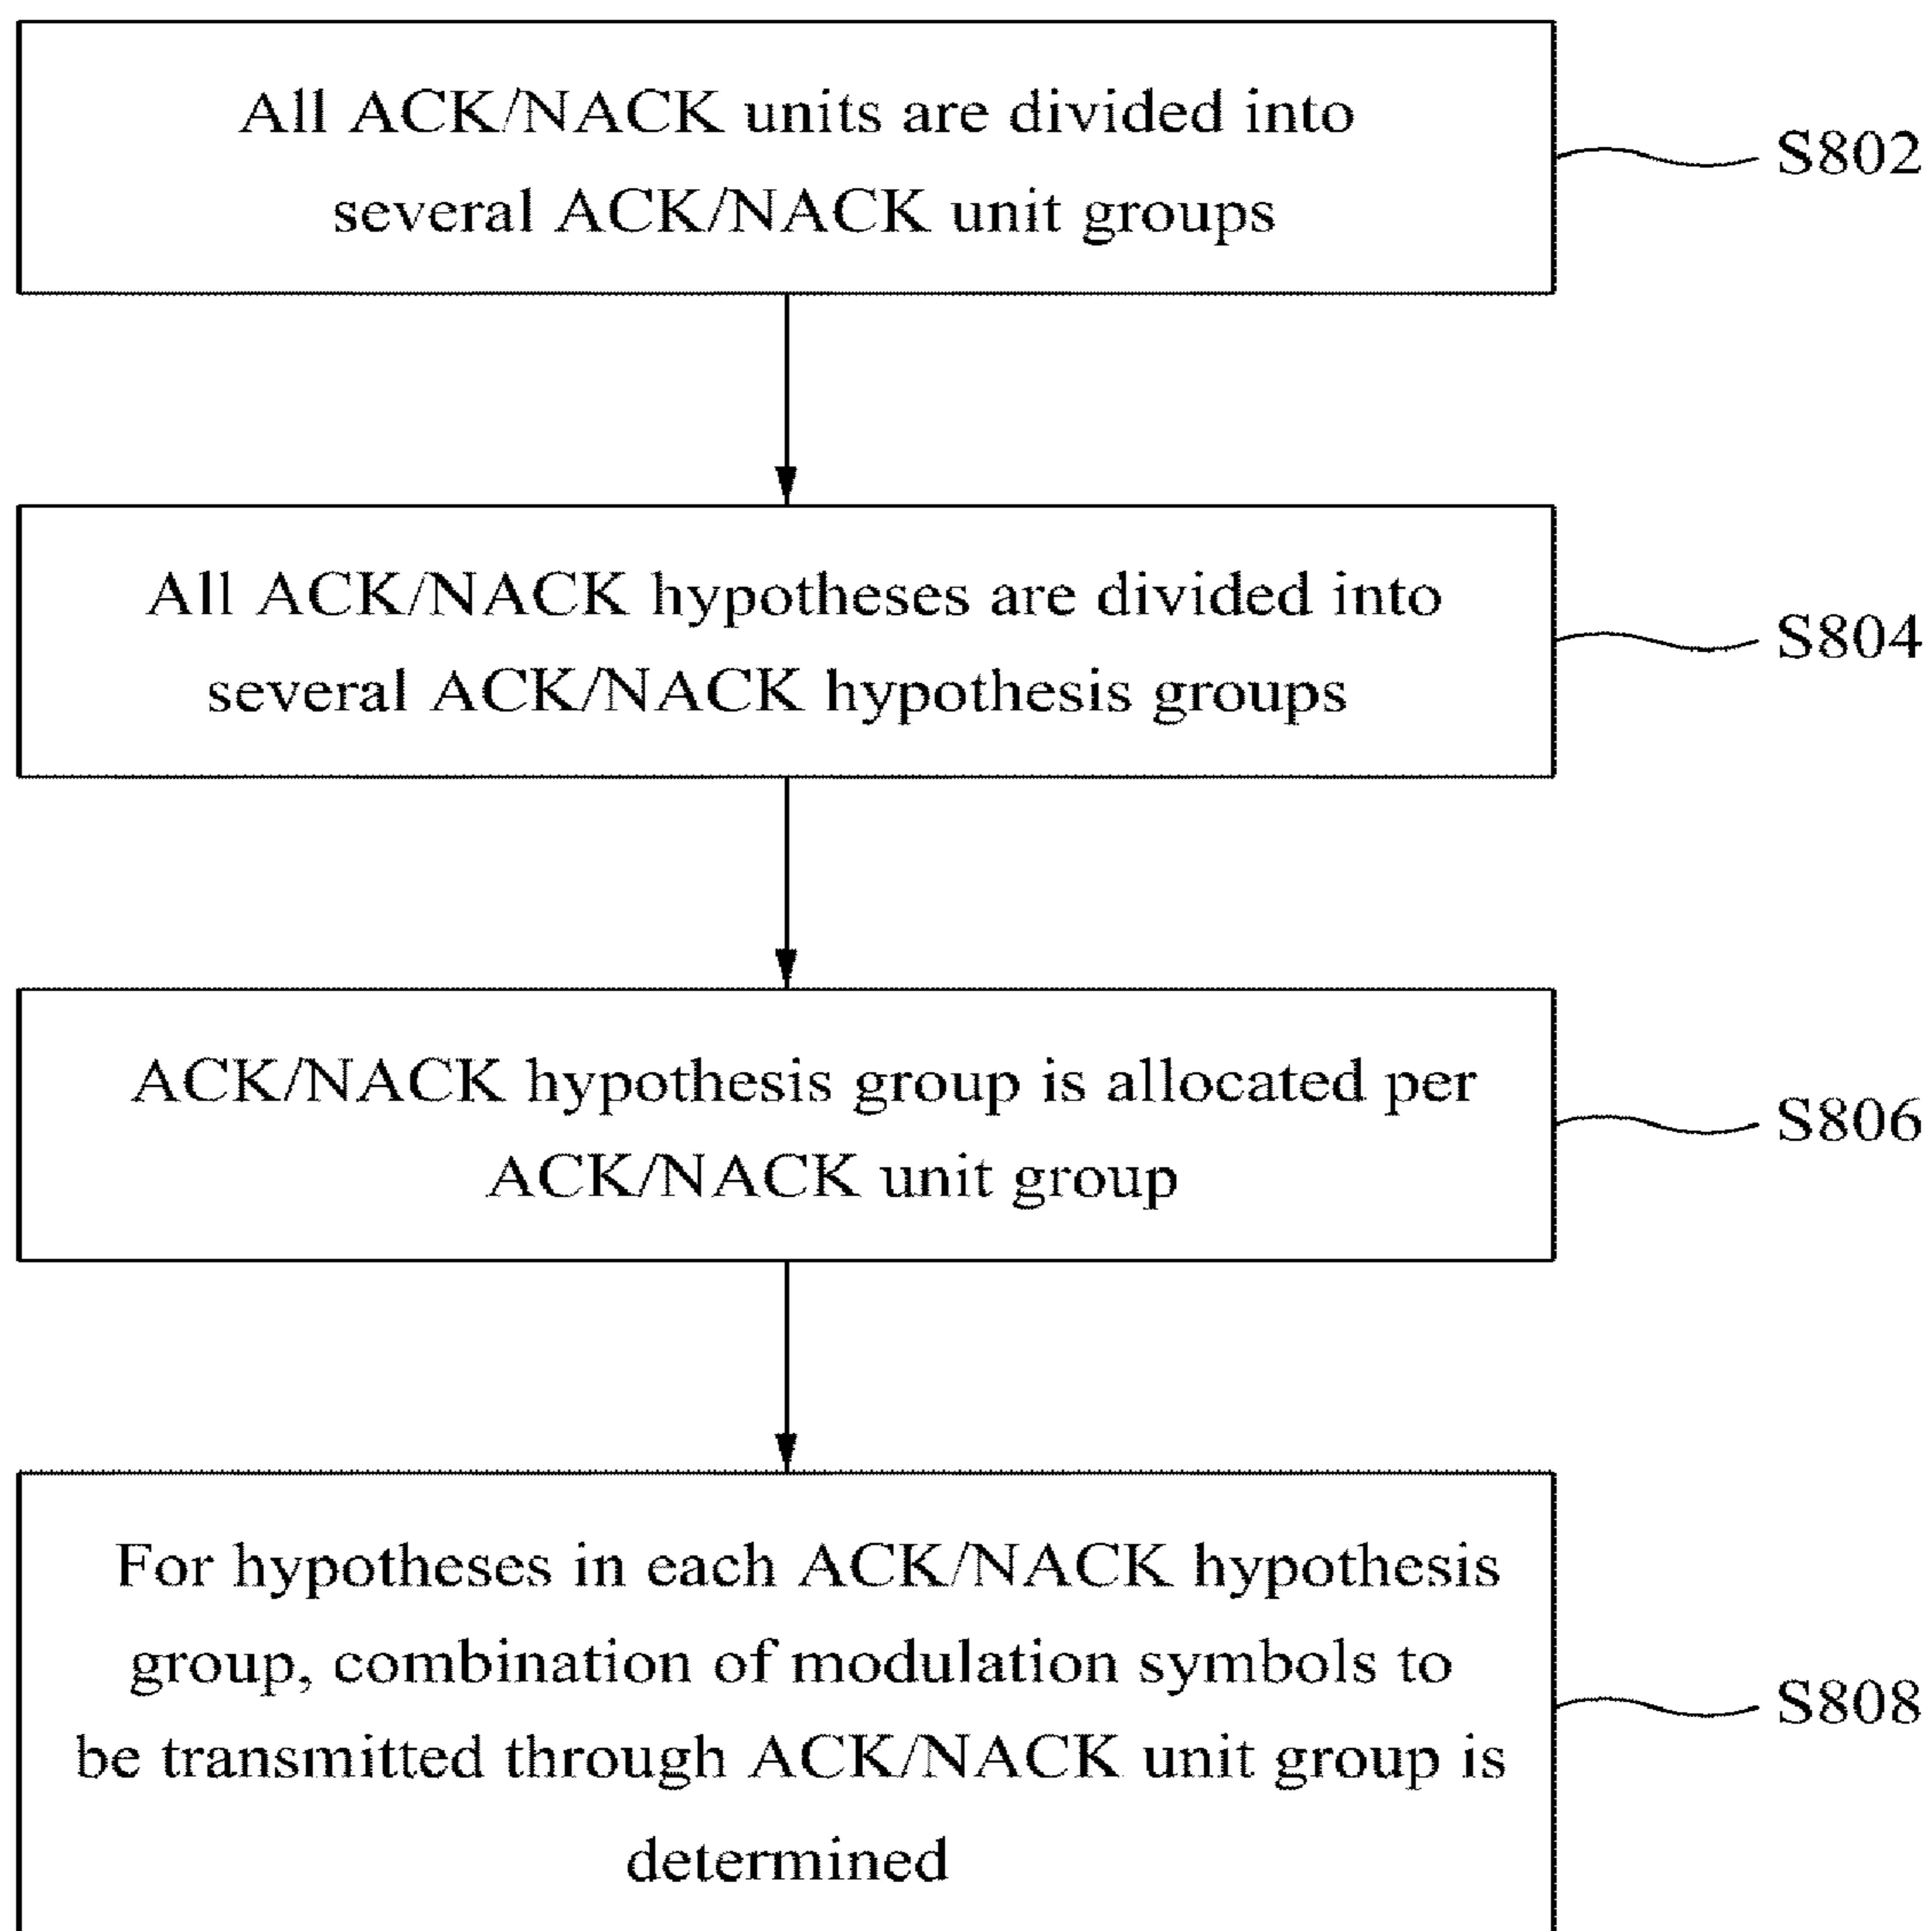 All ACK/NACK units are divided into
several ACK/NACK unit groups
S802
All ACK/NACK hypotheses are divided into
several ACK/NACK hypothesis groups
S804
ACK/NACK hypothesis group is allocated per
ACK/NACK unit group
S806
For hypotheses in each ACK/NACK hypothesis
group, combination of modulation symbols to
be transmitted through ACK/NACK unit group is
determined
S808